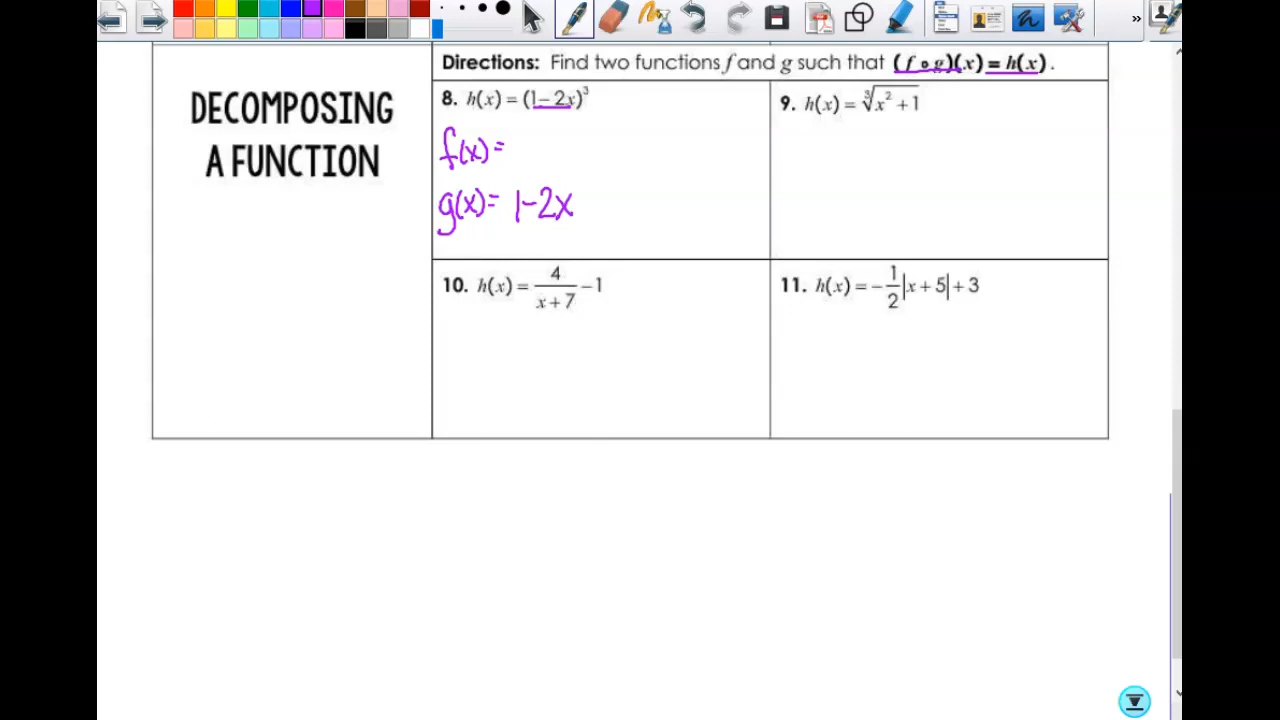 Directions: Find two functions f and g such that (f ∘ g)(x) = h(x).
DECOMPOSING
A FUNCTION
8. h(x) = (1 – 2x)³
f(x) =
g(x) = 1 - 2x
9. h(x) = ∛(x² + 1)
10. h(x) = 4/(x + 7) – 1
11. h(x) = –1/2|x + 5| + 3